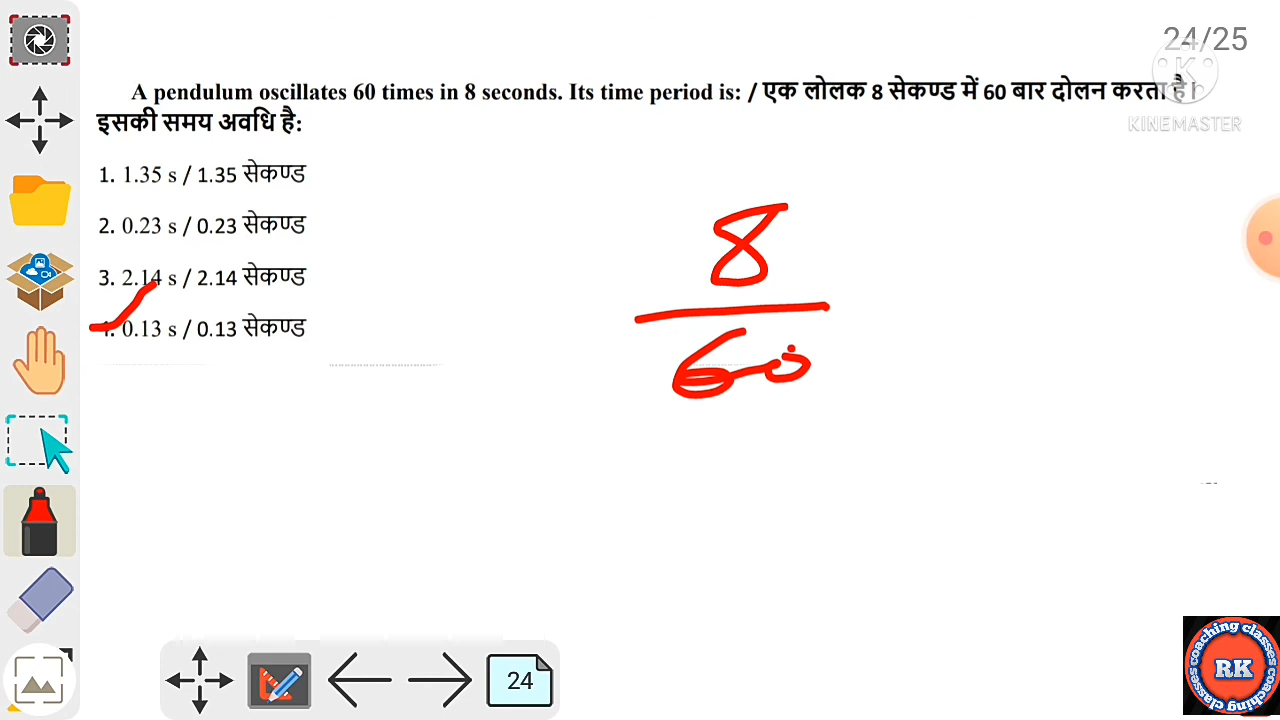 24/25
A pendulum oscillates 60 times in 8 seconds. Its time period is: / एक लोलक 8 सेकण्ड में 60 बार दोलन करता है
इसकी समय अवधि है:
K
KINEMASTER
1. 1.35 s / 1.35 सेकण्ड
2. 0.23 s / 0.23 सेकण्ड
3. 2.14 s / 2.14 सेकण्ड
4. 0.13 s / 0.13 सेकण्ड
8
60
24
coaching classes
RK
coaching classes